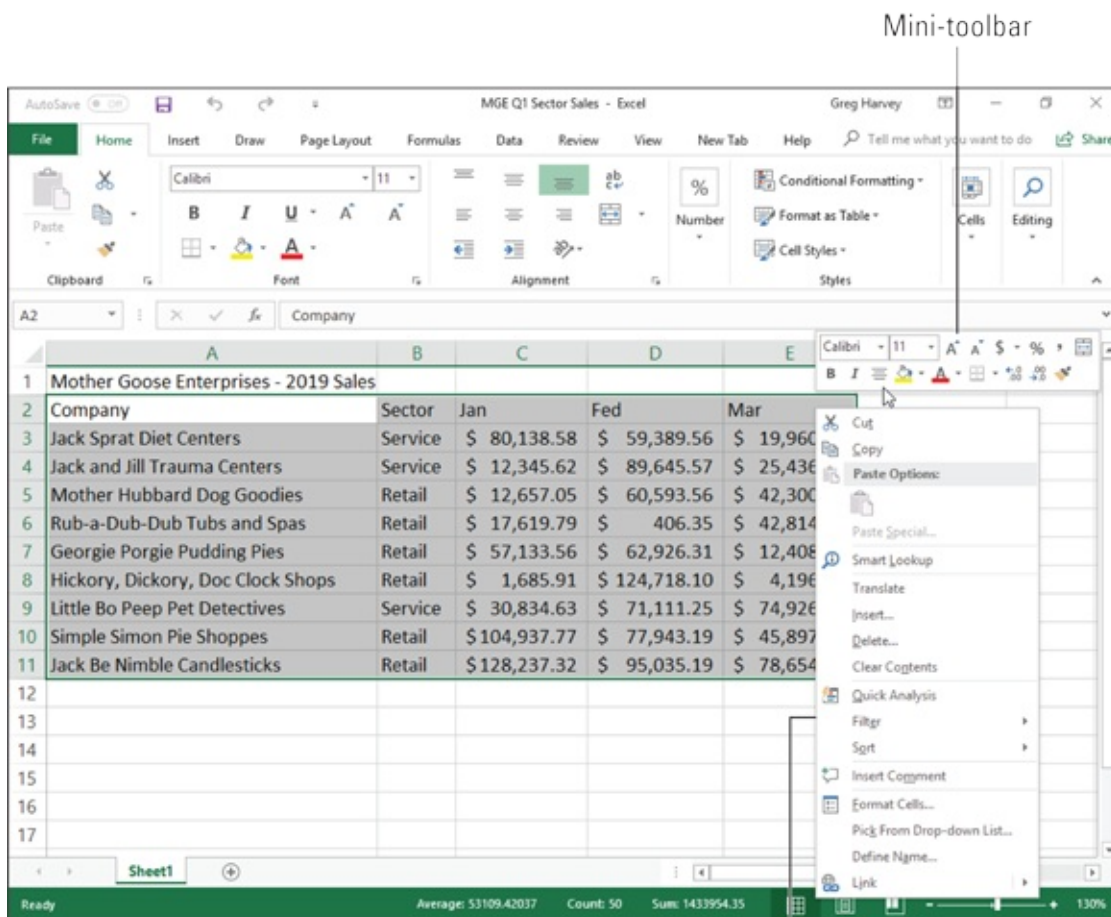 Mini-toolbar
AutoSave Off MGE Q1 Sector Sales - Excel Greg Harvey
File Home Insert Draw Page Layout Formulas Data Review View New Tab Help Tell me what you want to do Share
Calibri 11 ab % Conditional Formatting
Paste B I U A A Number Format as Table Cells Editing
A Cell Styles
Clipboard Font Alignment Styles
A2 fx Company
Calibri 11 A A $ % ,
B I A .00 .00
A B C D E
1 Mother Goose Enterprises - 2019 Sales
2 Company Sector Jan Fed Mar
3 Jack Sprat Diet Centers Service $ 80,138.58 $ 59,389.56 $ 19,960
4 Jack and Jill Trauma Centers Service $ 12,345.62 $ 89,645.57 $ 25,436
5 Mother Hubbard Dog Goodies Retail $ 12,657.05 $ 60,593.56 $ 42,300
6 Rub-a-Dub-Dub Tubs and Spas Retail $ 17,619.79 $ 406.35 $ 42,814
7 Georgie Porgie Pudding Pies Retail $ 57,133.56 $ 62,926.31 $ 12,408
8 Hickory, Dickory, Doc Clock Shops Retail $ 1,685.91 $ 124,718.10 $ 4,196
9 Little Bo Peep Pet Detectives Service $ 30,834.63 $ 71,111.25 $ 74,926
10 Simple Simon Pie Shoppes Retail $104,937.77 $ 77,943.19 $ 45,897
11 Jack Be Nimble Candlesticks Retail $128,237.32 $ 95,035.19 $ 78,654
12
13
14
15
16
17
Cut
Copy
Paste Options:
Paste Special...
Smart Lookup
Translate
Insert...
Delete...
Clear Contents
Quick Analysis
Filter
Sort
Insert Comment
Format Cells...
Pick From Drop-down List...
Define Name...
Link
Sheet1
Ready Average: 53109.42037 Count: 50 Sum: 1433954.35 130%